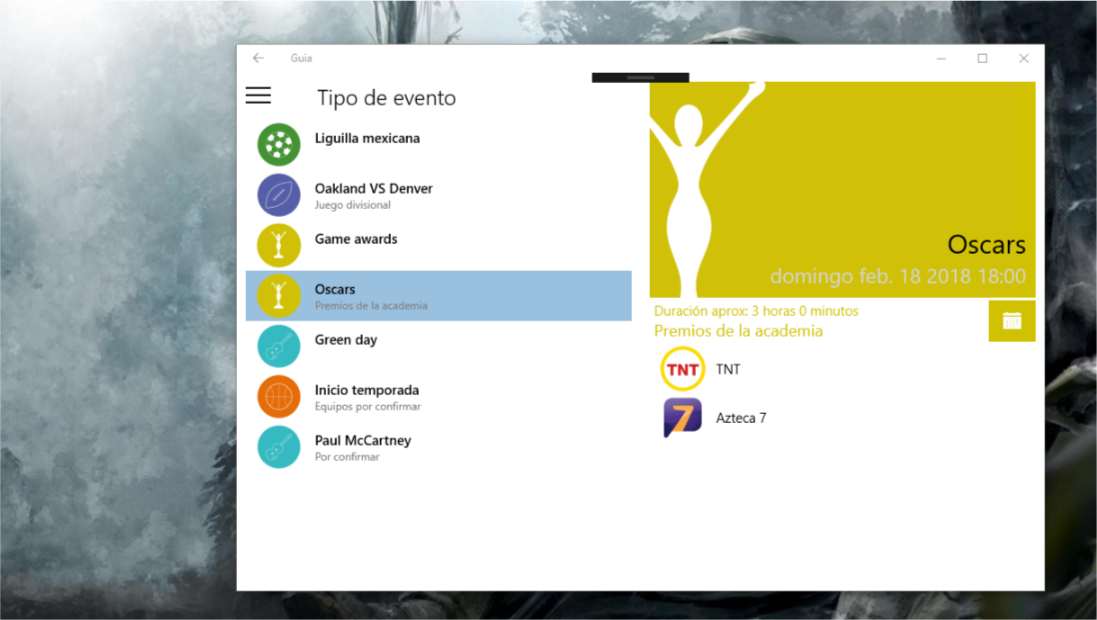 Guia
Tipo de evento
Liguilla mexicana
Oakland VS Denver
Juego divisional
Game awards
Oscars
Premios de la academia
Green day
Inicio temporada
Equipos por confirmar
Paul McCartney
Por confirmar
Oscars
domingo feb. 18 2018 18:00
Duración aprox: 3 horas 0 minutos
Premios de la academia
TNT TNT
7 Azteca 7